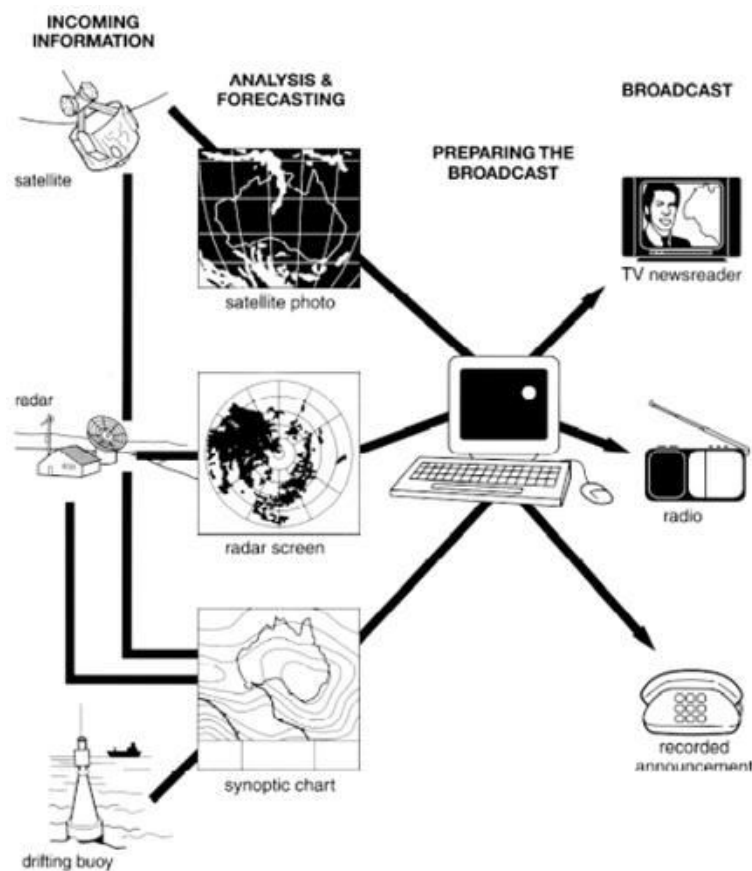 INCOMING
INFORMATION
satellite
radar
drifting buoy
ANALYSIS &
FORECASTING
satellite photo
radar screen
synoptic chart
PREPARING THE
BROADCAST
BROADCAST
TV newsreader
radio
recorded
announcement